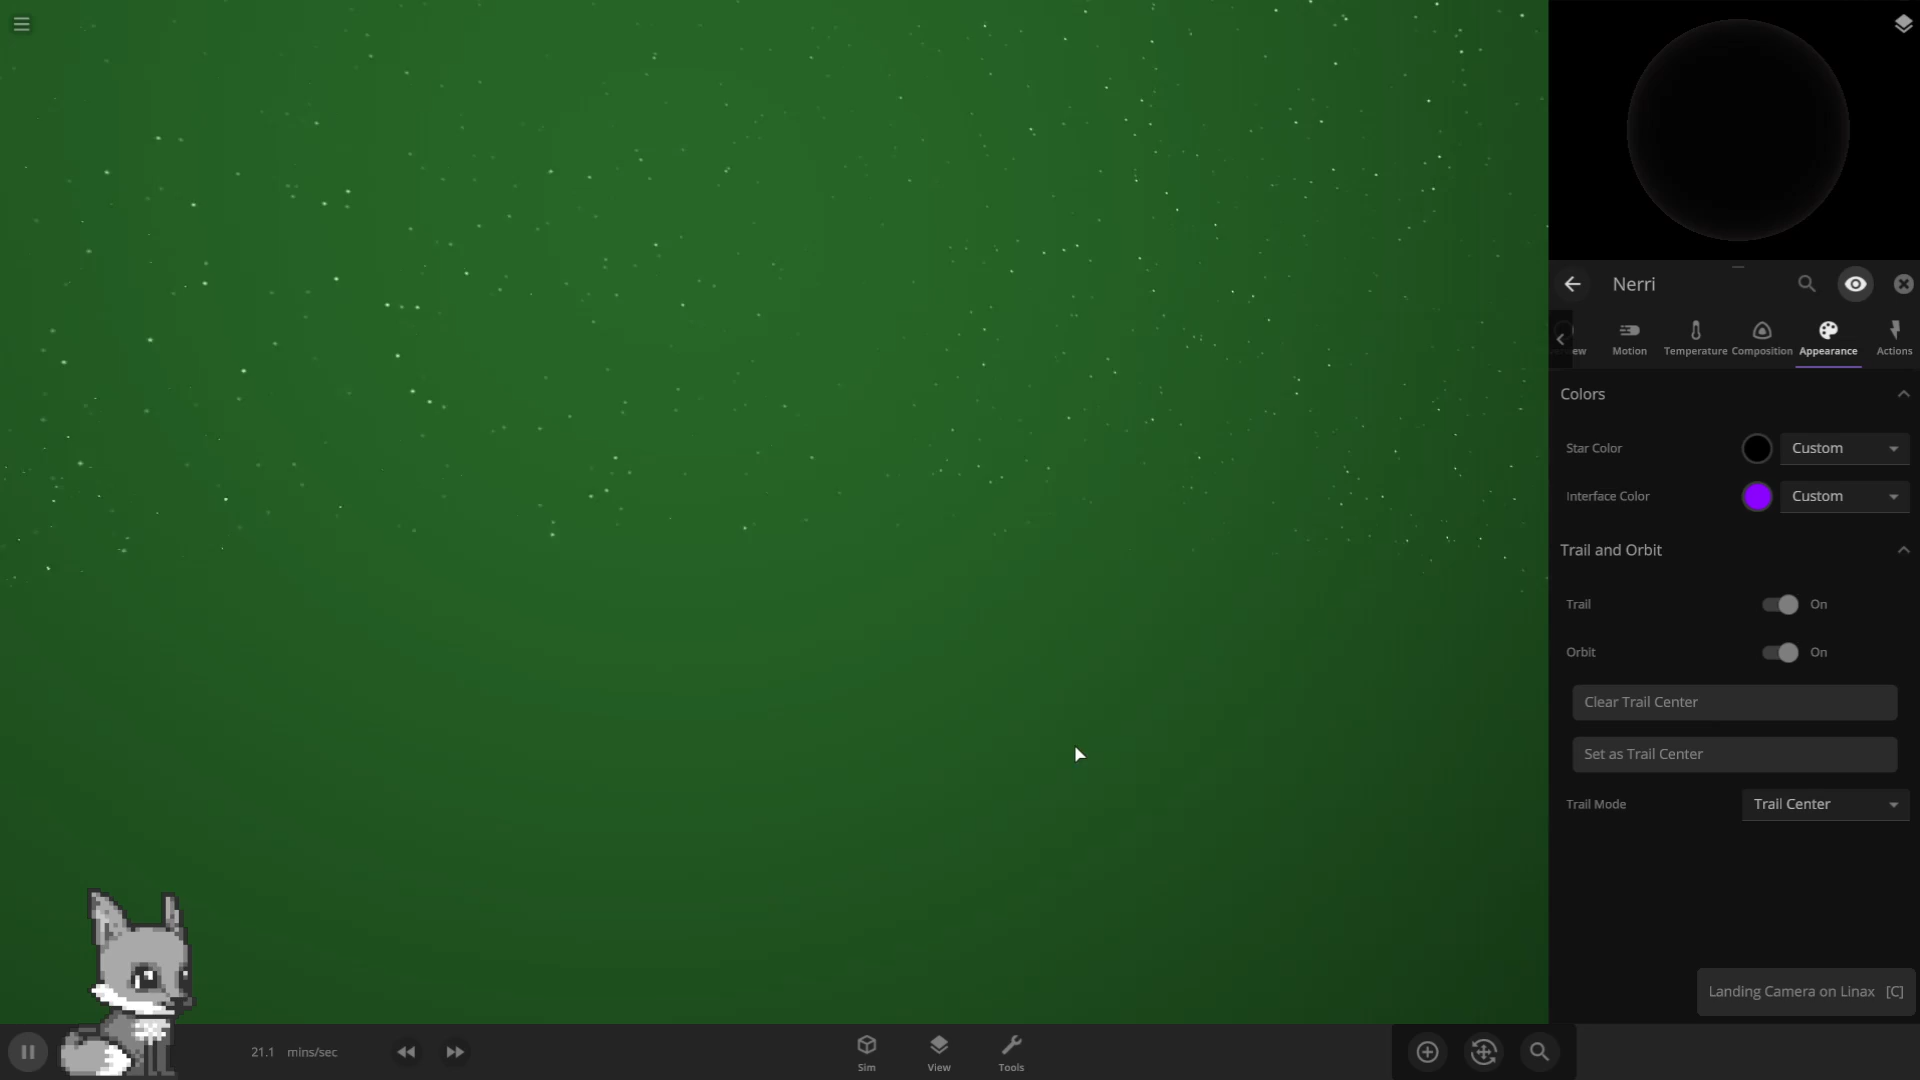 Nerri
Motion
Temperature
Composition
Appearance
Actions
Colors
Star Color
Custom
Interface Color
Custom
Trail and Orbit
Trail
On
Orbit
On
Clear Trail Center
Set as Trail Center
Trail Mode
Trail Center
Landing Camera on Linax [C]
21.1 mins/sec
Sim
View
Tools